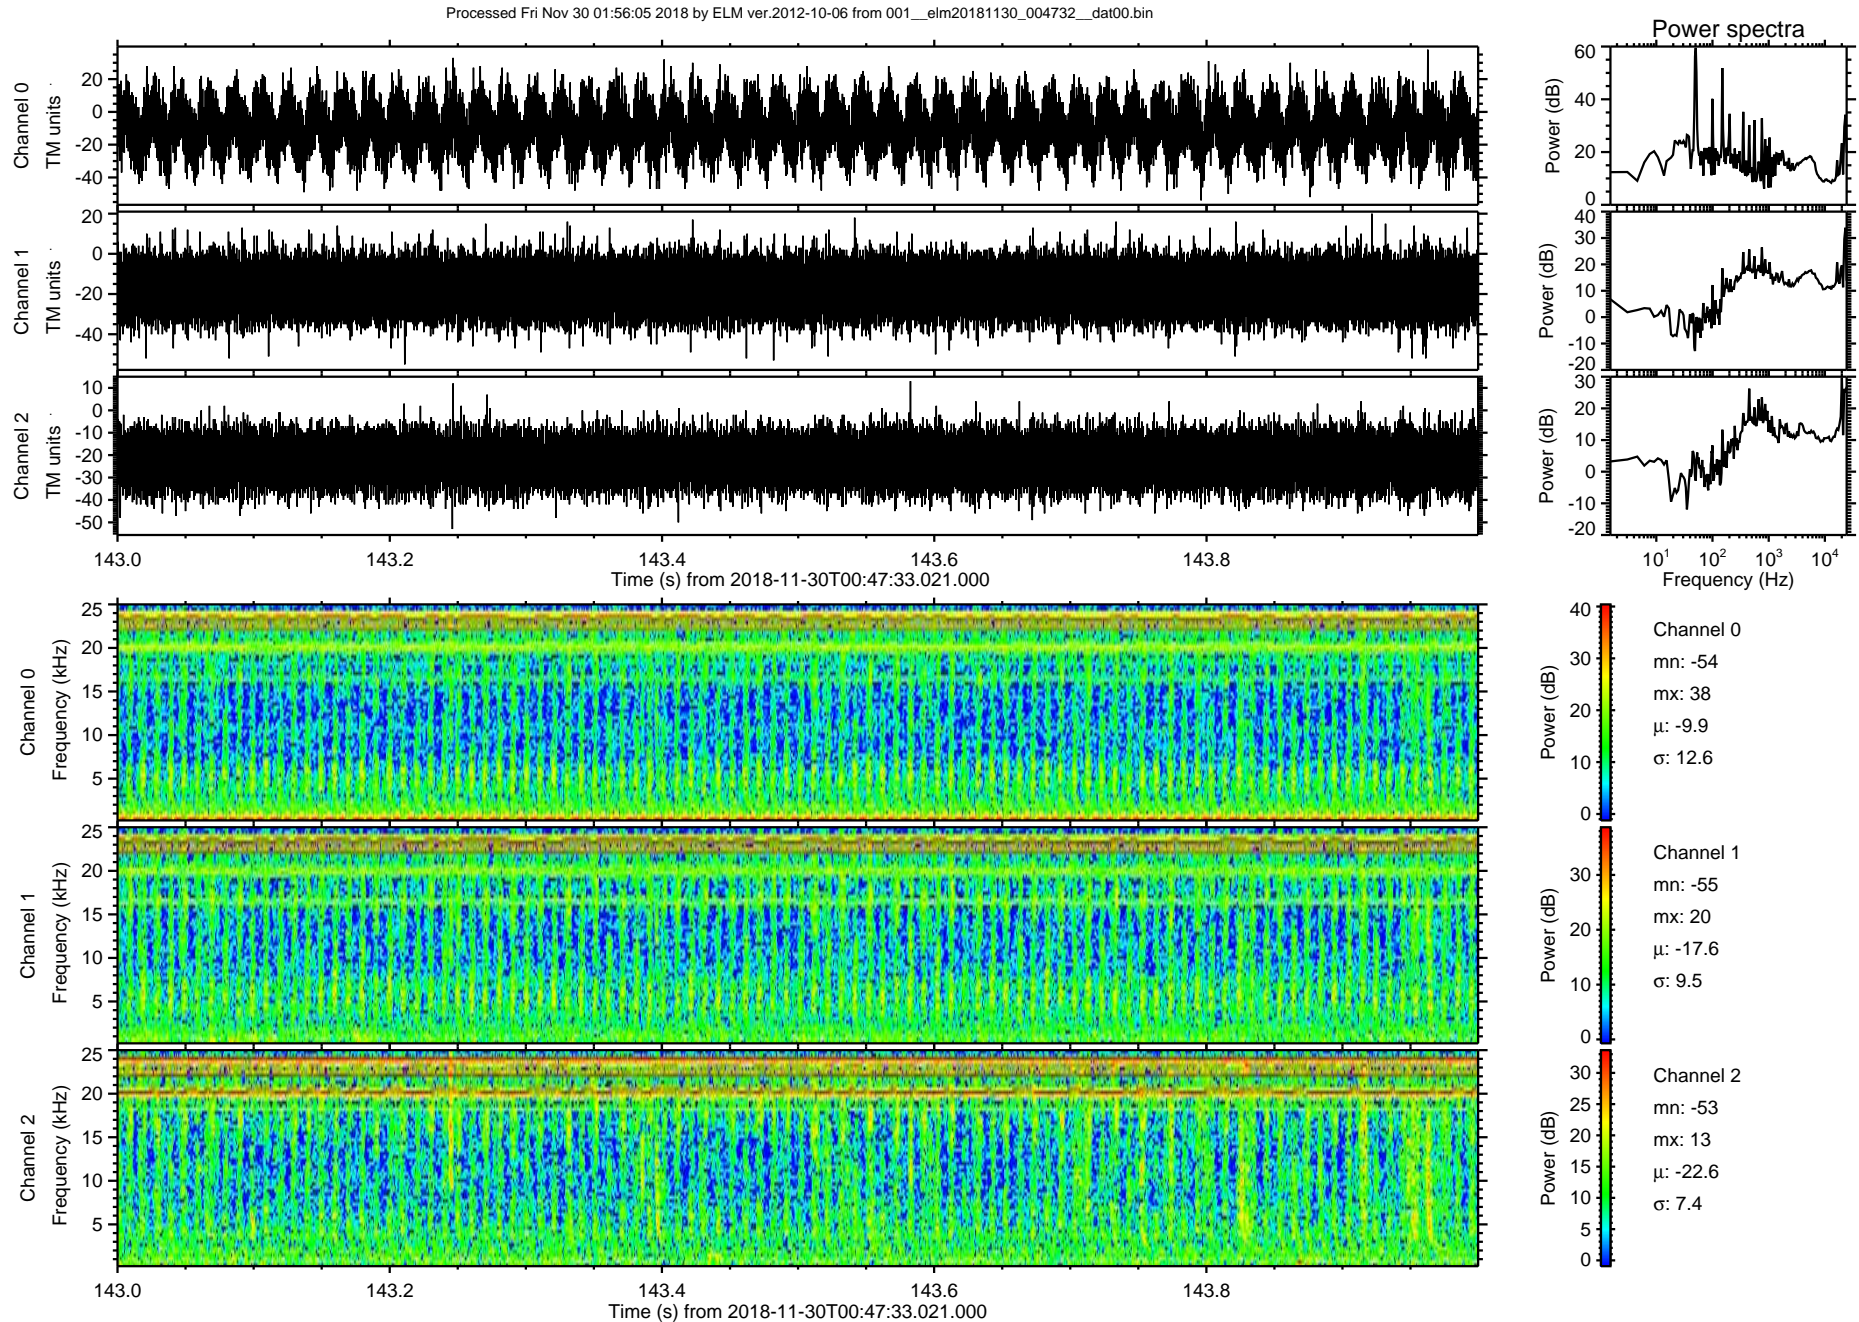 Processed Fri Nov 30 01:56:05 2018 by ELM ver.2012-10-06 from 001__elm20181130_004732__dat00.bin
Power spectra
Channel 0
TM units
20
0
-20
-40
Power (dB)
60
40
20
0
Channel 1
TM units
20
0
-20
-40
Power (dB)
40
30
20
10
0
-10
-20
Channel 2
TM units
10
0
-10
-20
-30
-40
-50
Power (dB)
30
20
10
0
-10
-20
143.0 143.2 143.4 143.6 143.8
Time (s) from 2018-11-30T00:47:33.021.000
10¹ 10² 10³ 10⁴
Frequency (Hz)
Channel 0
Frequency (kHz)
25
20
15
10
5
Power (dB)
40
30
20
10
0
Channel 0
mn: -54
mx: 38
μ: -9.9
σ: 12.6
Channel 1
Frequency (kHz)
25
20
15
10
5
Power (dB)
30
20
10
0
Channel 1
mn: -55
mx: 20
μ: -17.6
σ: 9.5
Channel 2
Frequency (kHz)
25
20
15
10
5
Power (dB)
30
25
20
15
10
5
0
Channel 2
mn: -53
mx: 13
μ: -22.6
σ: 7.4
143.0 143.2 143.4 143.6 143.8
Time (s) from 2018-11-30T00:47:33.021.000